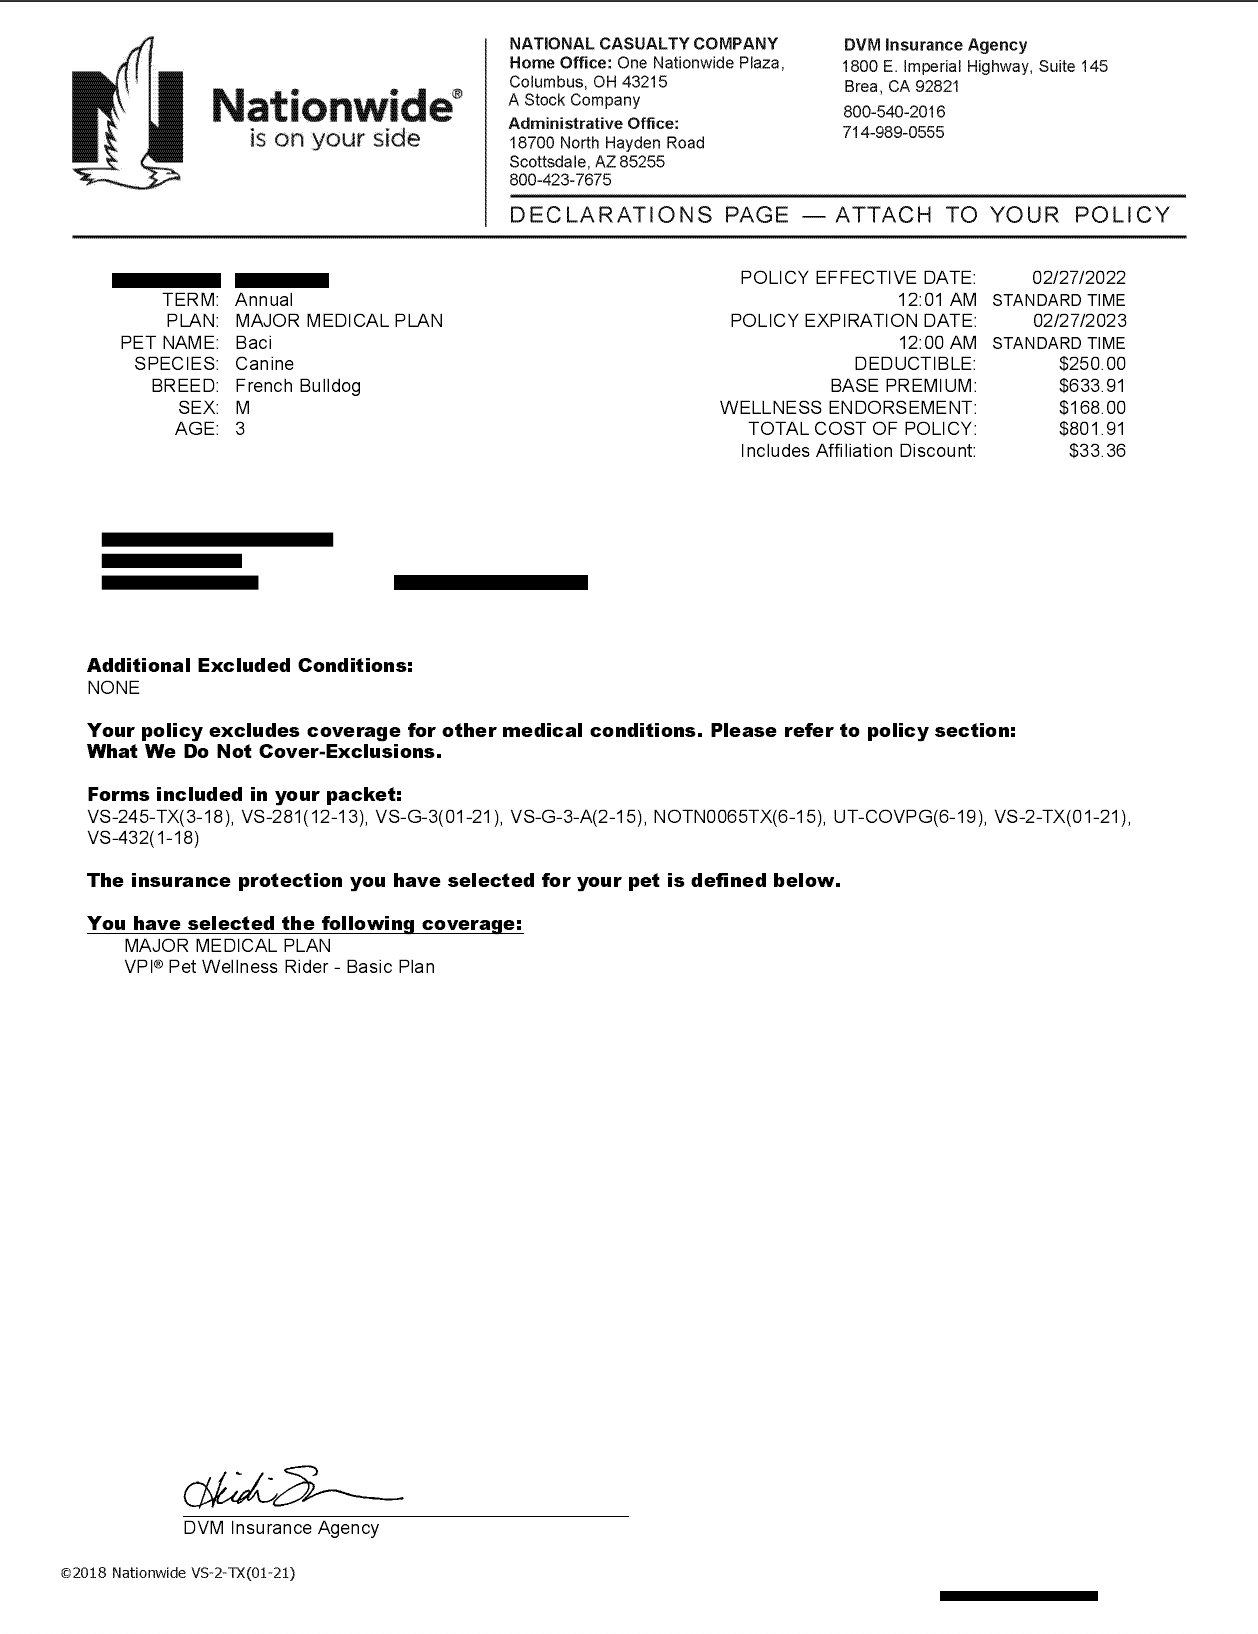 Nationwide®
is on your side
NATIONAL CASUALTY COMPANY
Home Office: One Nationwide Plaza,
Columbus, OH 43215
A Stock Company
Administrative Office:
18700 North Hayden Road
Scottsdale, AZ 85255
800-423-7675
DVM Insurance Agency
1800 E. Imperial Highway, Suite 145
Brea, CA 92821
800-540-2016
714-989-0555
DECLARATIONS PAGE — ATTACH TO YOUR POLICY
TERM: Annual
PLAN: MAJOR MEDICAL PLAN
PET NAME: Baci
SPECIES: Canine
BREED: French Bulldog
SEX: M
AGE: 3
POLICY EFFECTIVE DATE: 02/27/2022
12:01 AM STANDARD TIME
POLICY EXPIRATION DATE: 02/27/2023
12:00 AM STANDARD TIME
DEDUCTIBLE: $250.00
BASE PREMIUM: $633.91
WELLNESS ENDORSEMENT: $168.00
TOTAL COST OF POLICY: $801.91
Includes Affiliation Discount: $33.36
Additional Excluded Conditions:
NONE
Your policy excludes coverage for other medical conditions. Please refer to policy section:
What We Do Not Cover-Exclusions.
Forms included in your packet:
VS-245-TX(3-18), VS-281(12-13), VS-G-3(01-21), VS-G-3-A(2-15), NOTN0065TX(6-15), UT-COVPG(6-19), VS-2-TX(01-21),
VS-432(1-18)
The insurance protection you have selected for your pet is defined below.
You have selected the following coverage:
MAJOR MEDICAL PLAN
VPI® Pet Wellness Rider - Basic Plan
Heidi
DVM Insurance Agency
©2018 Nationwide VS-2-TX(01-21)